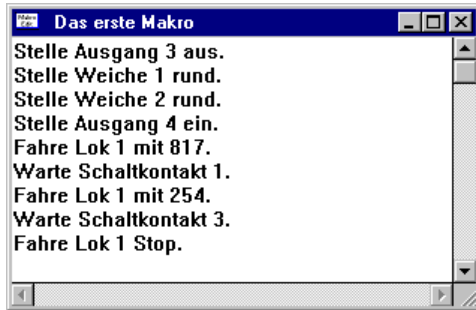 Das erste Makro
Stelle Ausgang 3 aus.
Stelle Weiche 1 rund.
Stelle Weiche 2 rund.
Stelle Ausgang 4 ein.
Fahre Lok 1 mit 817.
Warte Schaltkontakt 1.
Fahre Lok 1 mit 254.
Warte Schaltkontakt 3.
Fahre Lok 1 Stop.